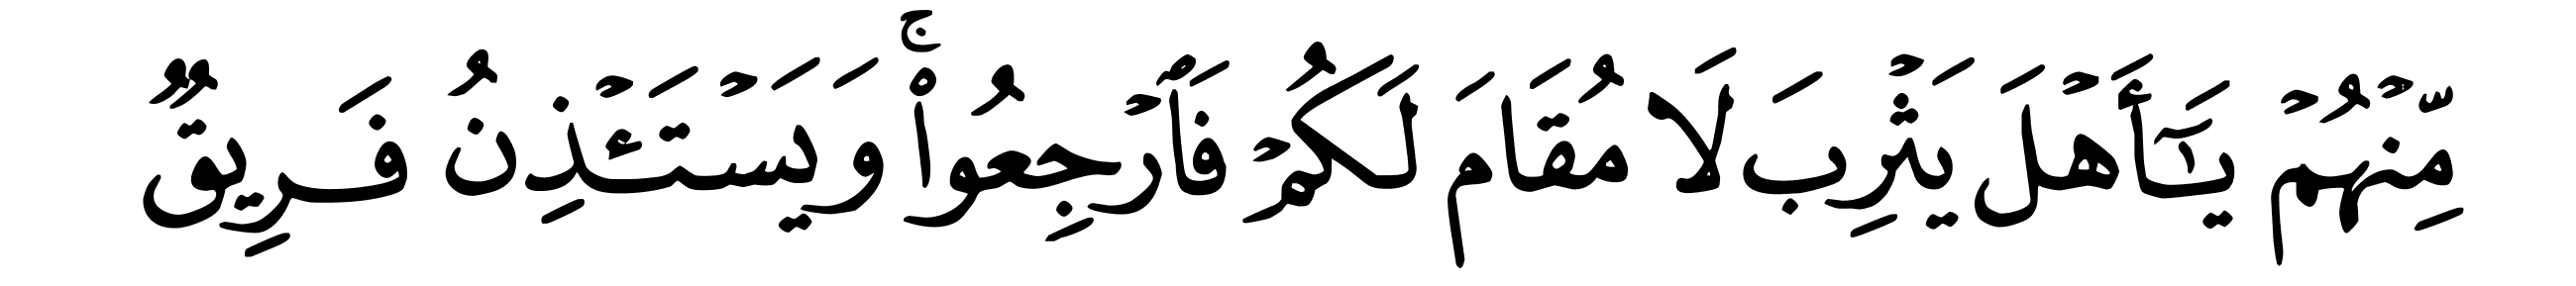 مِّنْهُمْ يَـٰٓأَهْلَ يَثْرِبَ لَا مُقَامَ لَكُمْ فَٱرْجِعُوا۟ ۚ وَيَسْتَـْٔذِنُ فَرِيقٌ